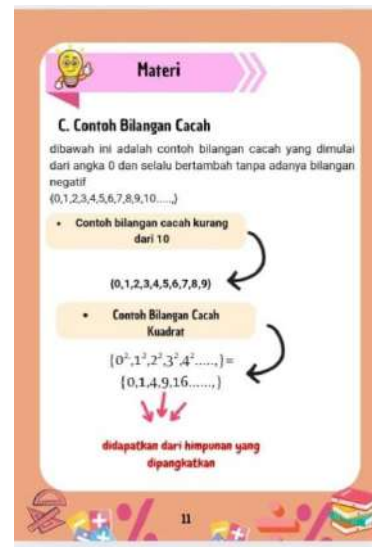 Materi
C. Contoh Bilangan Cacah
dibawah ini adalah contoh bilangan cacah yang dimulai
dari angka 0 dan selalu bertambah tanpa adanya bilangan
negatif
{0,1,2,3,4,5,6,7,8,9,10.....,}
• Contoh bilangan cacah kurang
dari 10
{0,1,2,3,4,5,6,7,8,9)
• Contoh Bilangan Cacah
Kuadrat
{0²,1²,2²,3²,4².....,}=
{0,1,4,9,16......,}
didapatkan dari himpunan yang
dipangkatkan
11